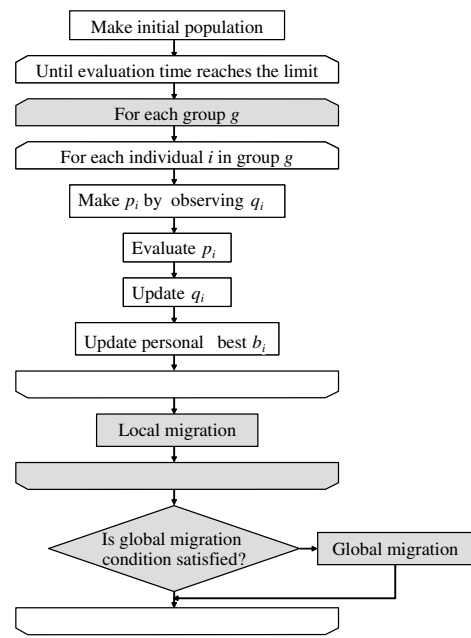 Make initial population
Until evaluation time reaches the limit
For each group g
For each individual i in group g
Make pi by observing qi
Evaluate pi
Update qi
Update personal best bi
Local migration
Is global migration
condition satisfied?
Global migration